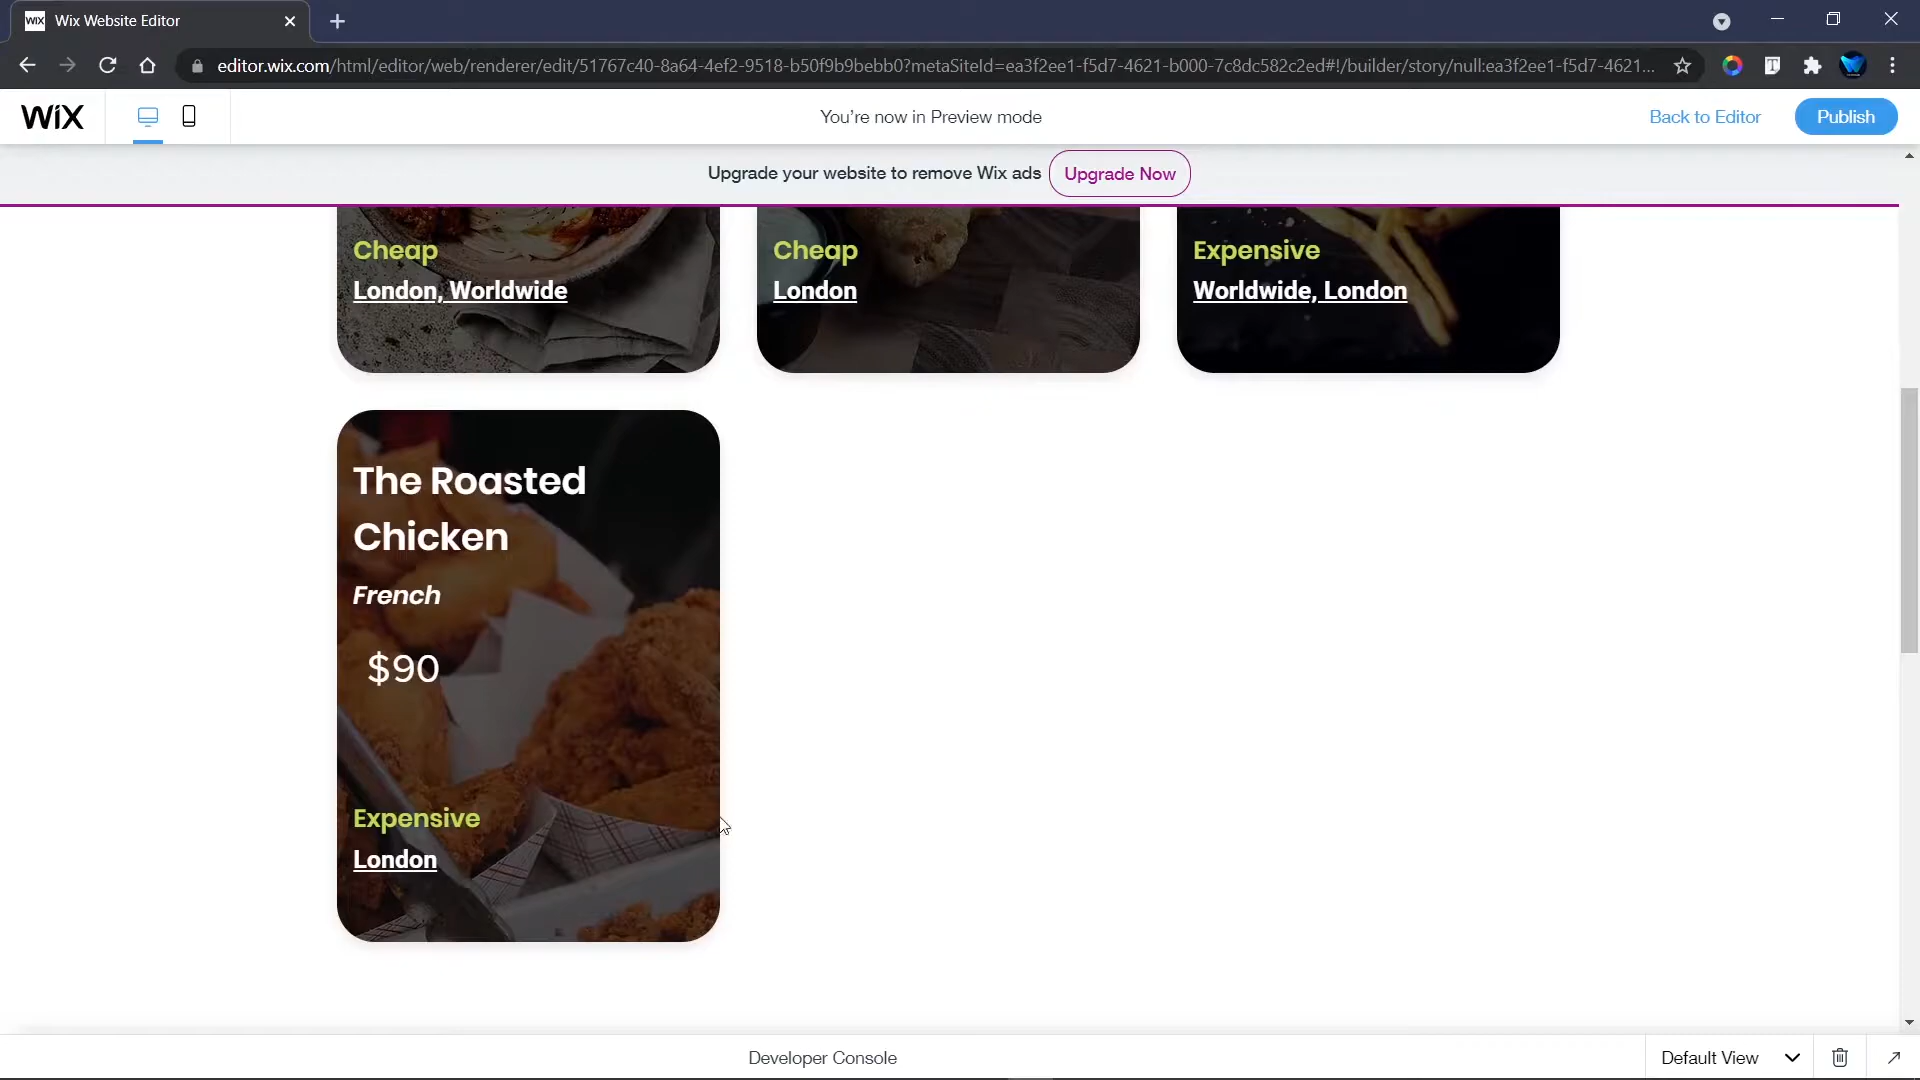 WiX Wix Website Editor
editor.wix.com/html/editor/web/renderer/edit/51767c40-8a64-4ef2-9518-b50f9b9bebb0?metaSiteId=ea3f2ee1-f5d7-4621-b000-7c8dc582c2ed#!/builder/story/null:ea3f2ee1-f5d7-4621...
WiX You're now in Preview mode Back to Editor Publish
Upgrade your website to remove Wix ads Upgrade Now
Cheap Cheap Expensive
London, Worldwide London Worldwide, London
The Roasted
Chicken
French
$90
Expensive
London
Developer Console Default View